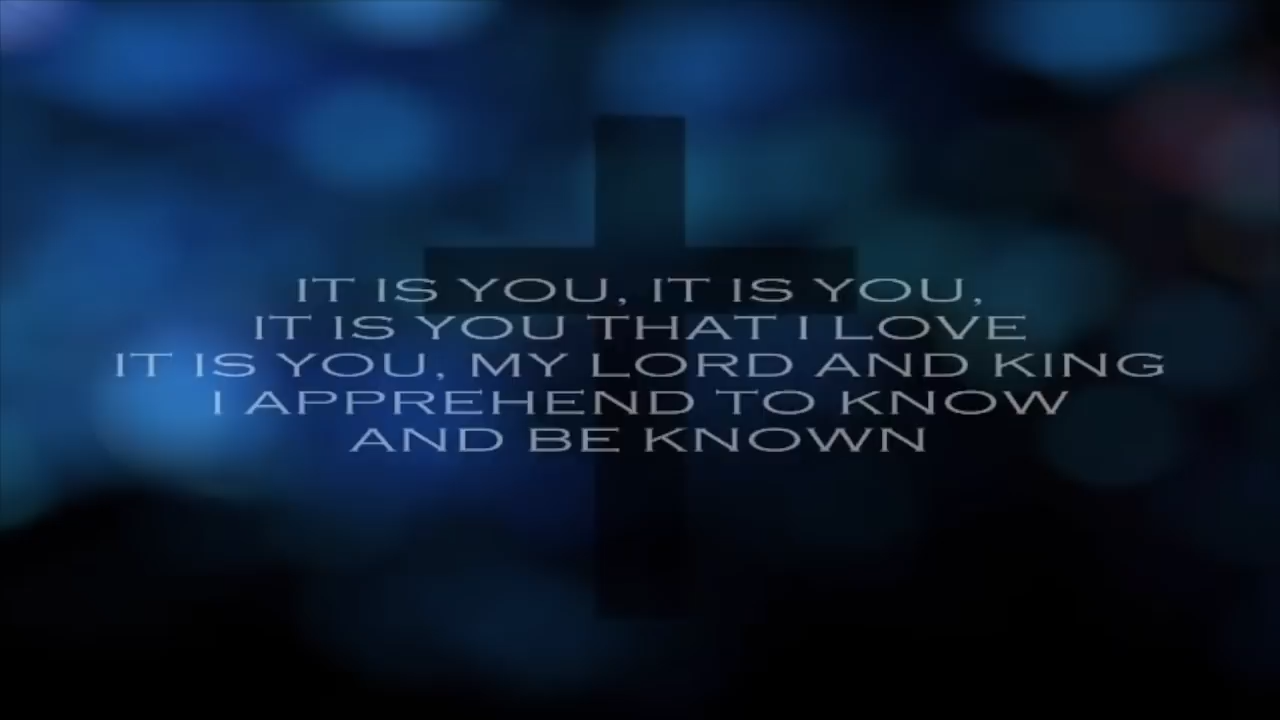 IT IS YOU, IT IS YOU,
IT IS YOU THAT I LOVE
IT IS YOU, MY LORD AND KING
I APPREHEND TO KNOW
AND BE KNOWN